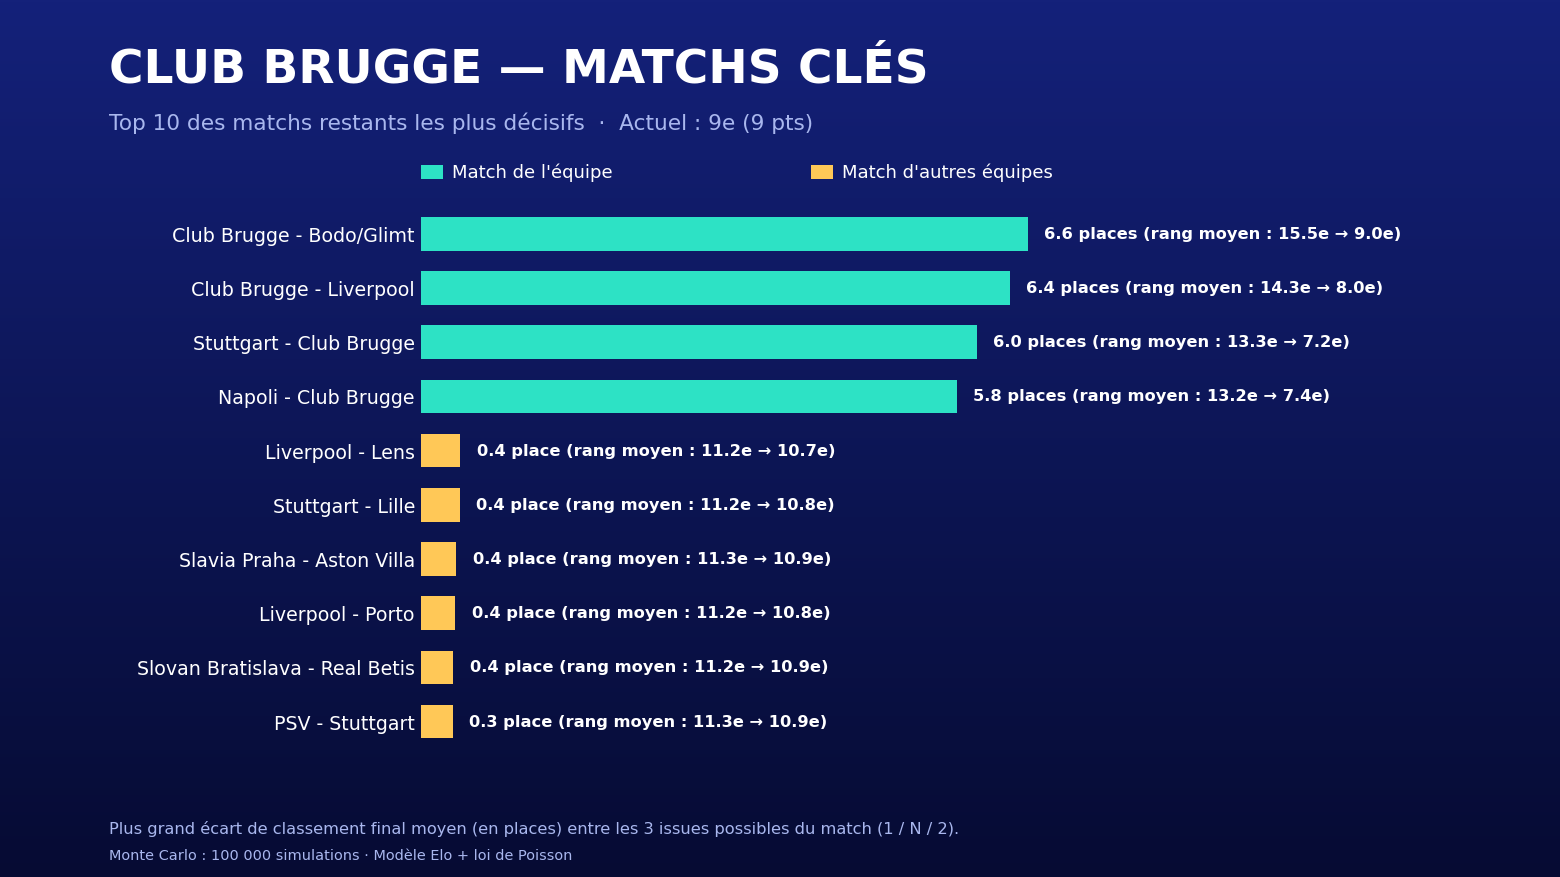 CLUB BRUGGE — MATCHS CLÉS
Top 10 des matchs restants les plus décisifs · Actuel : 9e (9 pts)
Match de l'équipe
Match d'autres équipes
Club Brugge - Bodo/Glimt 6.6 places (rang moyen : 15.5e → 9.0e)
Club Brugge - Liverpool 6.4 places (rang moyen : 14.3e → 8.0e)
Stuttgart - Club Brugge 6.0 places (rang moyen : 13.3e → 7.2e)
Napoli - Club Brugge 5.8 places (rang moyen : 13.2e → 7.4e)
Liverpool - Lens 0.4 place (rang moyen : 11.2e → 10.7e)
Stuttgart - Lille 0.4 place (rang moyen : 11.2e → 10.8e)
Slavia Praha - Aston Villa 0.4 place (rang moyen : 11.3e → 10.9e)
Liverpool - Porto 0.4 place (rang moyen : 11.2e → 10.8e)
Slovan Bratislava - Real Betis 0.4 place (rang moyen : 11.2e → 10.9e)
PSV - Stuttgart 0.3 place (rang moyen : 11.3e → 10.9e)
Plus grand écart de classement final moyen (en places) entre les 3 issues possibles du match (1 / N / 2).
Monte Carlo : 100 000 simulations · Modèle Elo + loi de Poisson